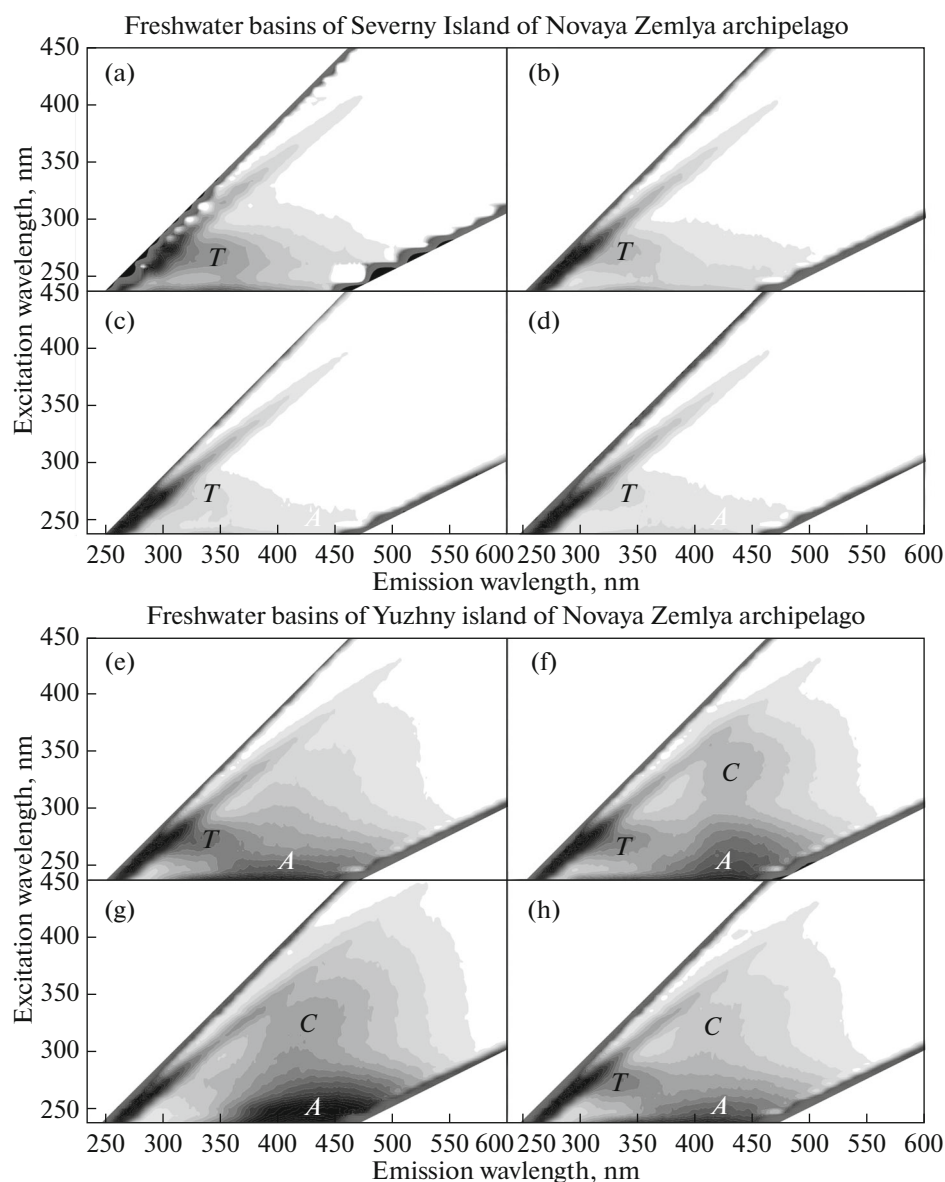 Freshwater basins of Severny Island of Novaya Zemlya archipelago
Excitation wavelength, nm
450
400
350
300
250
(a)
T
(b)
T
450
400
350
300
250
(c)
T
A
(d)
T
A
250 300 350 400 450 500 550 600
250 300 350 400 450 500 550 600
Emission wavlength, nm
Freshwater basins of Yuzhny island of Novaya Zemlya archipelago
Excitation wavelength, nm
450
400
350
300
250
(e)
T
A
(f)
C
T
A
450
400
350
300
250
(g)
C
A
(h)
C
T
A
250 300 350 400 450 500 550 600
250 300 350 400 450 500 550 600
Emission wavlength, nm